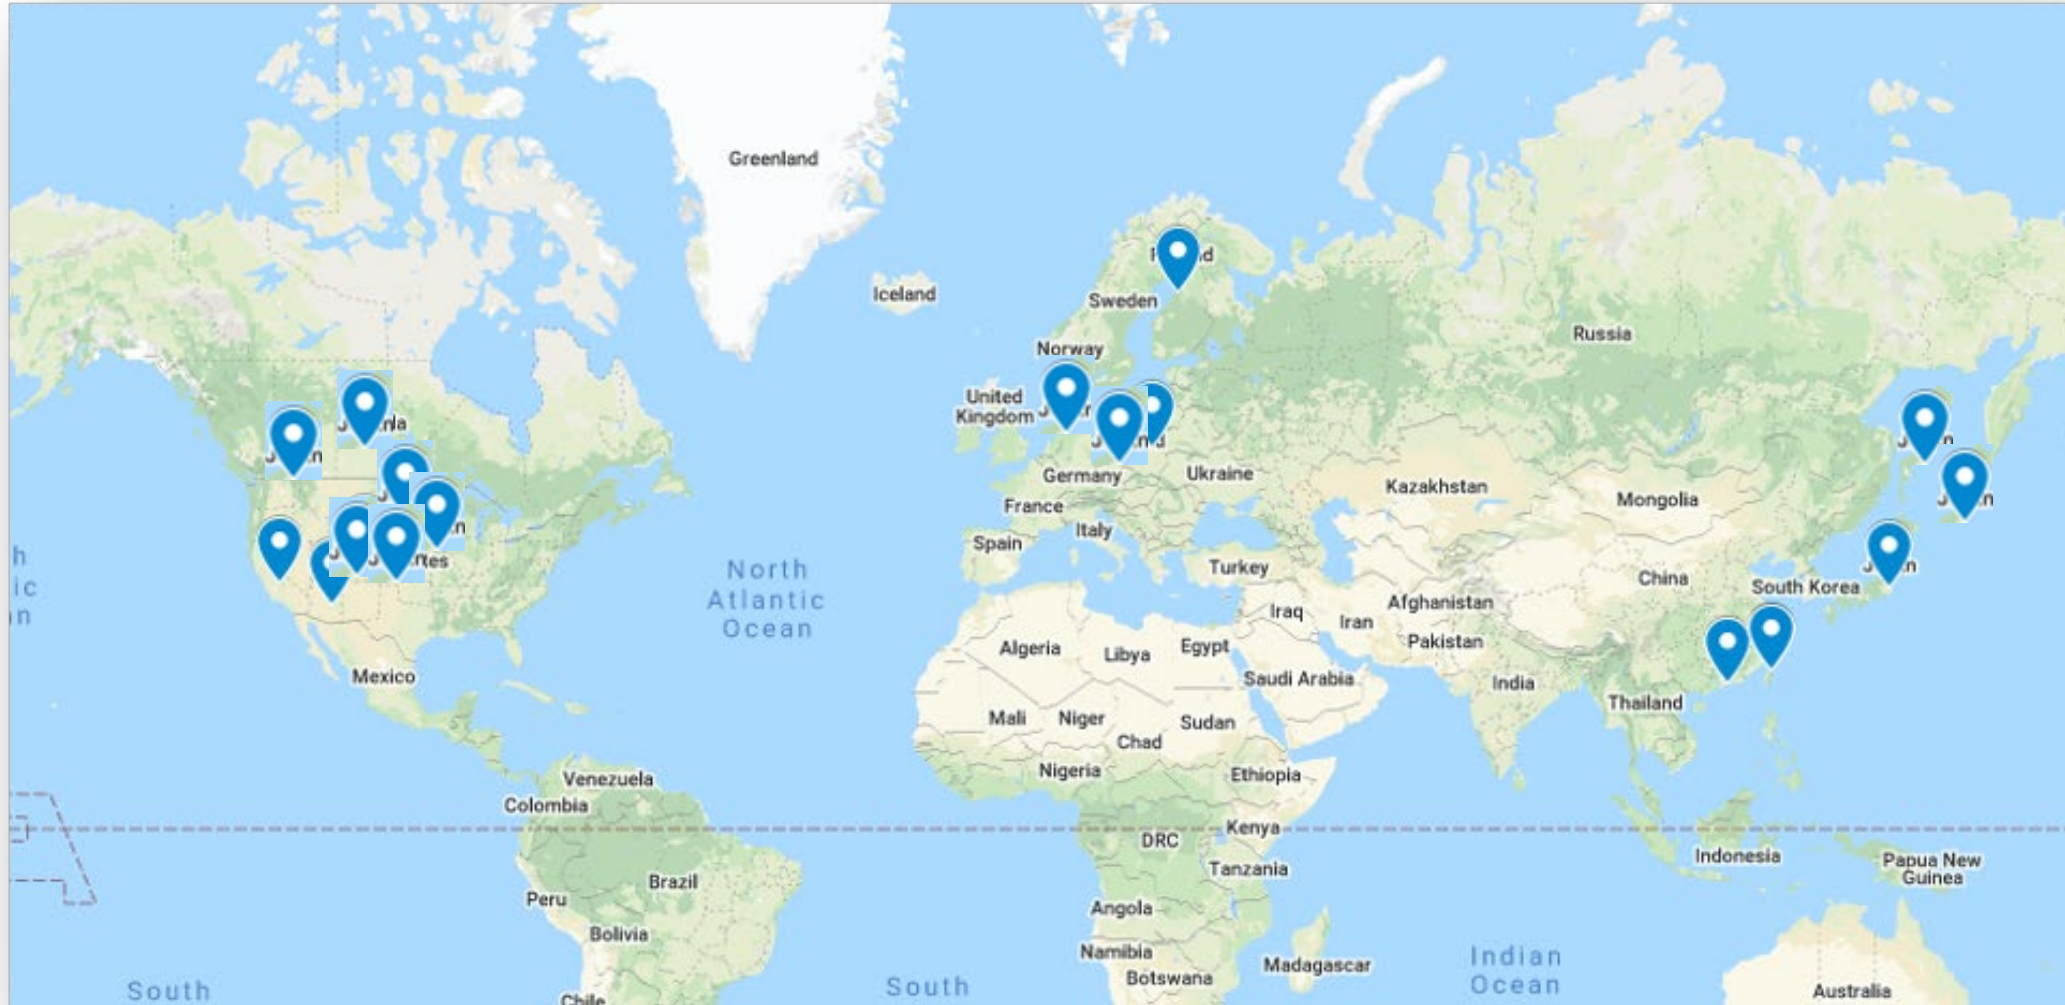 Greenland
Iceland
Sweden
Norway
United
Kingdom
Russia
Germany
Ukraine
France
Kazakhstan
Mongolia
Spain
Italy
Turkey
China
South Korea
North
Atlantic
Ocean
Iraq
Iran
Afghanistan
Pakistan
Algeria
Libya
Egypt
Saudi Arabia
India
Thailand
Mexico
Mali
Niger
Sudan
Chad
Nigeria
Ethiopia
Venezuela
Colombia
Kenya
DRC
Tanzania
Indonesia
Papua New
Guinea
Peru
Brazil
Angola
Bolivia
Namibia
Botswana
Madagascar
Indian
Ocean
South
South
Chile
Australia